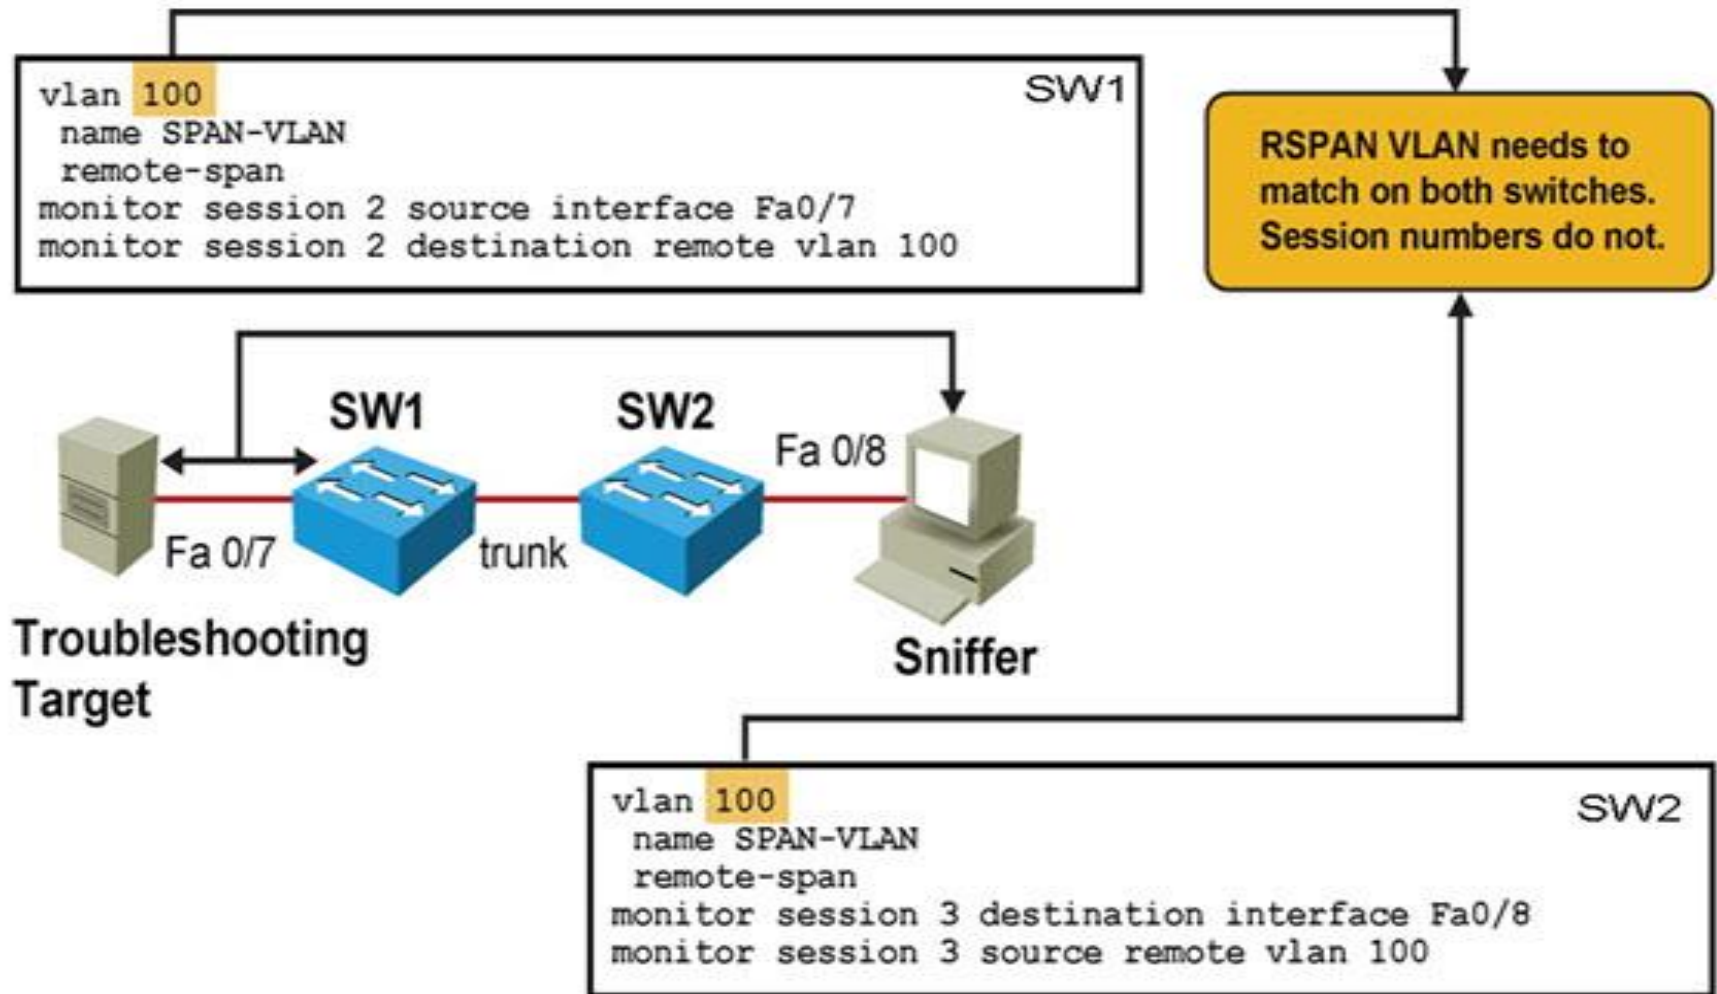 vlan 100
name SPAN-VLAN
remote-span
monitor session 2 source interface Fa0/7
monitor session 2 destination remote vlan 100
SW1
RSPAN VLAN needs to
match on both switches.
Session numbers do not.
SW1
SW2
Fa 0/8
Fa 0/7
trunk
Troubleshooting
Target
Sniffer
vlan 100
name SPAN-VLAN
remote-span
monitor session 3 destination interface Fa0/8
monitor session 3 source remote vlan 100
SW2